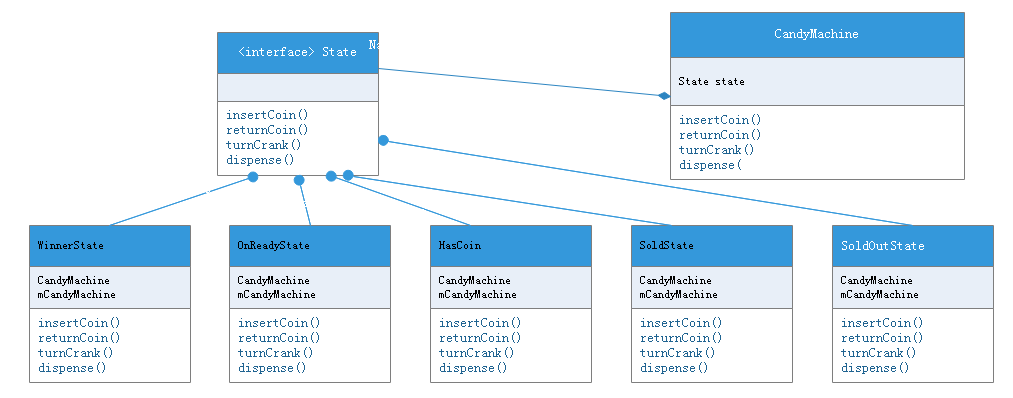 <interface> State
Na
insertCoin()
returnCoin()
turnCrank()
dispense()
CandyMachine
State state
insertCoin()
returnCoin()
turnCrank()
dispense(
WinnerState
CandyMachine
mCandyMachine
insertCoin()
returnCoin()
turnCrank()
dispense()
OnReadyState
CandyMachine
mCandyMachine
insertCoin()
returnCoin()
turnCrank()
dispense()
HasCoin
CandyMachine
mCandyMachine
insertCoin()
returnCoin()
turnCrank()
dispense()
SoldState
CandyMachine
mCandyMachine
insertCoin()
returnCoin()
turnCrank()
dispense()
SoldOutState
CandyMachine
mCandyMachine
insertCoin()
returnCoin()
turnCrank()
dispense()